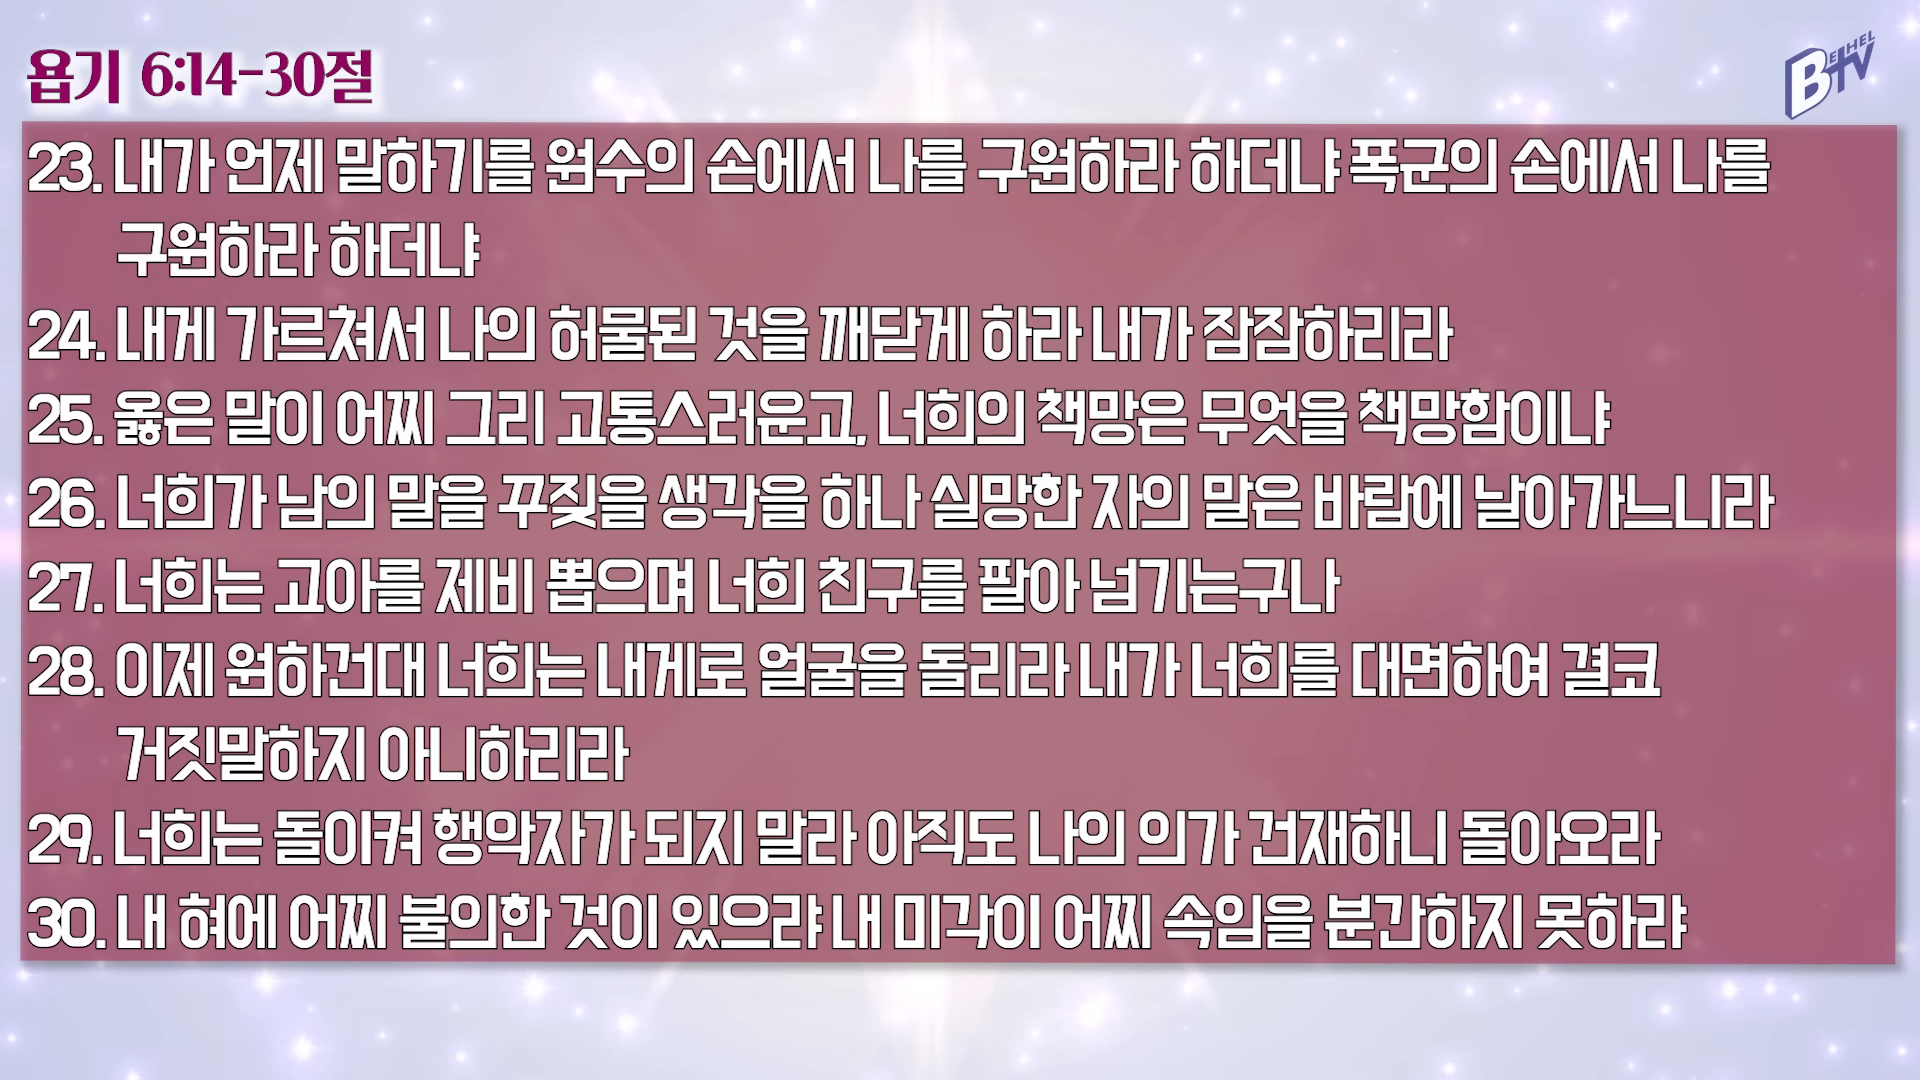 욥기 6:14-30절
BETHEL TV
23. 내가 언제 말하기를 원수의 손에서 나를 구원하라 하더냐 폭군의 손에서 나를
구원하라 하더냐
24. 내게 가르쳐서 나의 허물된 것을 깨닫게 하라 내가 잠잠하리라
25. 옳은 말이 어찌 그리 고통스러운고, 너희의 책망은 무엇을 책망함이냐
26. 너희가 남의 말을 꾸짖을 생각을 하나 실망한 자의 말은 바람에 날아가느니라
27. 너희는 고아를 제비 뽑으며 너희 친구를 팔아 넘기는구나
28. 이제 원하건대 너희는 내게로 얼굴을 돌리라 내가 너희를 대면하여 결코
거짓말하지 아니하리라
29. 너희는 돌이켜 행악자가 되지 말라 아직도 나의 의가 건재하니 돌아오라
30. 내 혀에 어찌 불의한 것이 있으랴 내 미각이 어찌 속임을 분간하지 못하랴